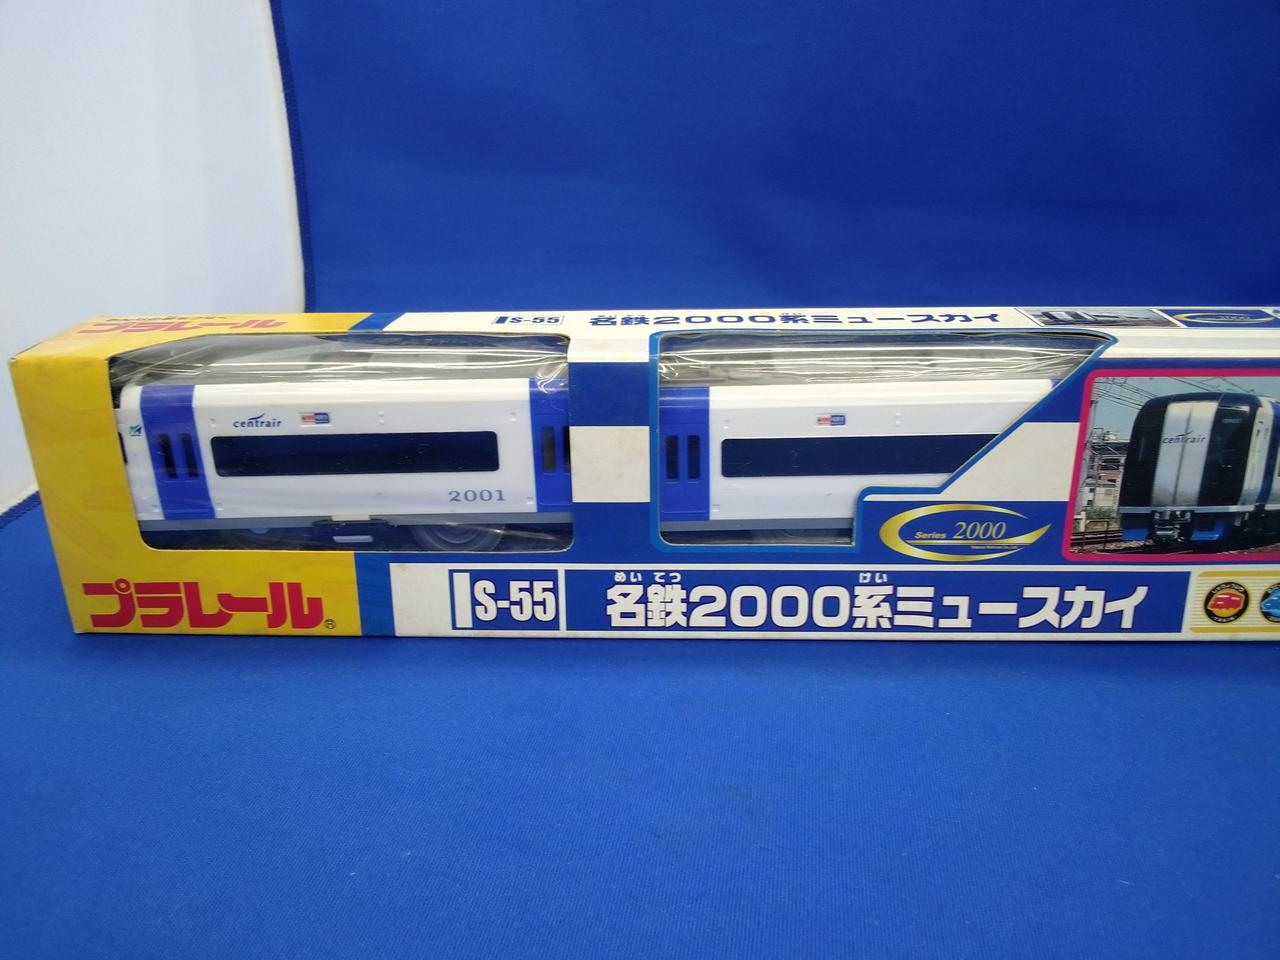 プラレール
S-55
名鉄2000系ミュースカイ
2000
centrair
2001
centrair
Series 2000
プラレール®
S-55
めい てつ けい
名鉄2000系ミュースカイ